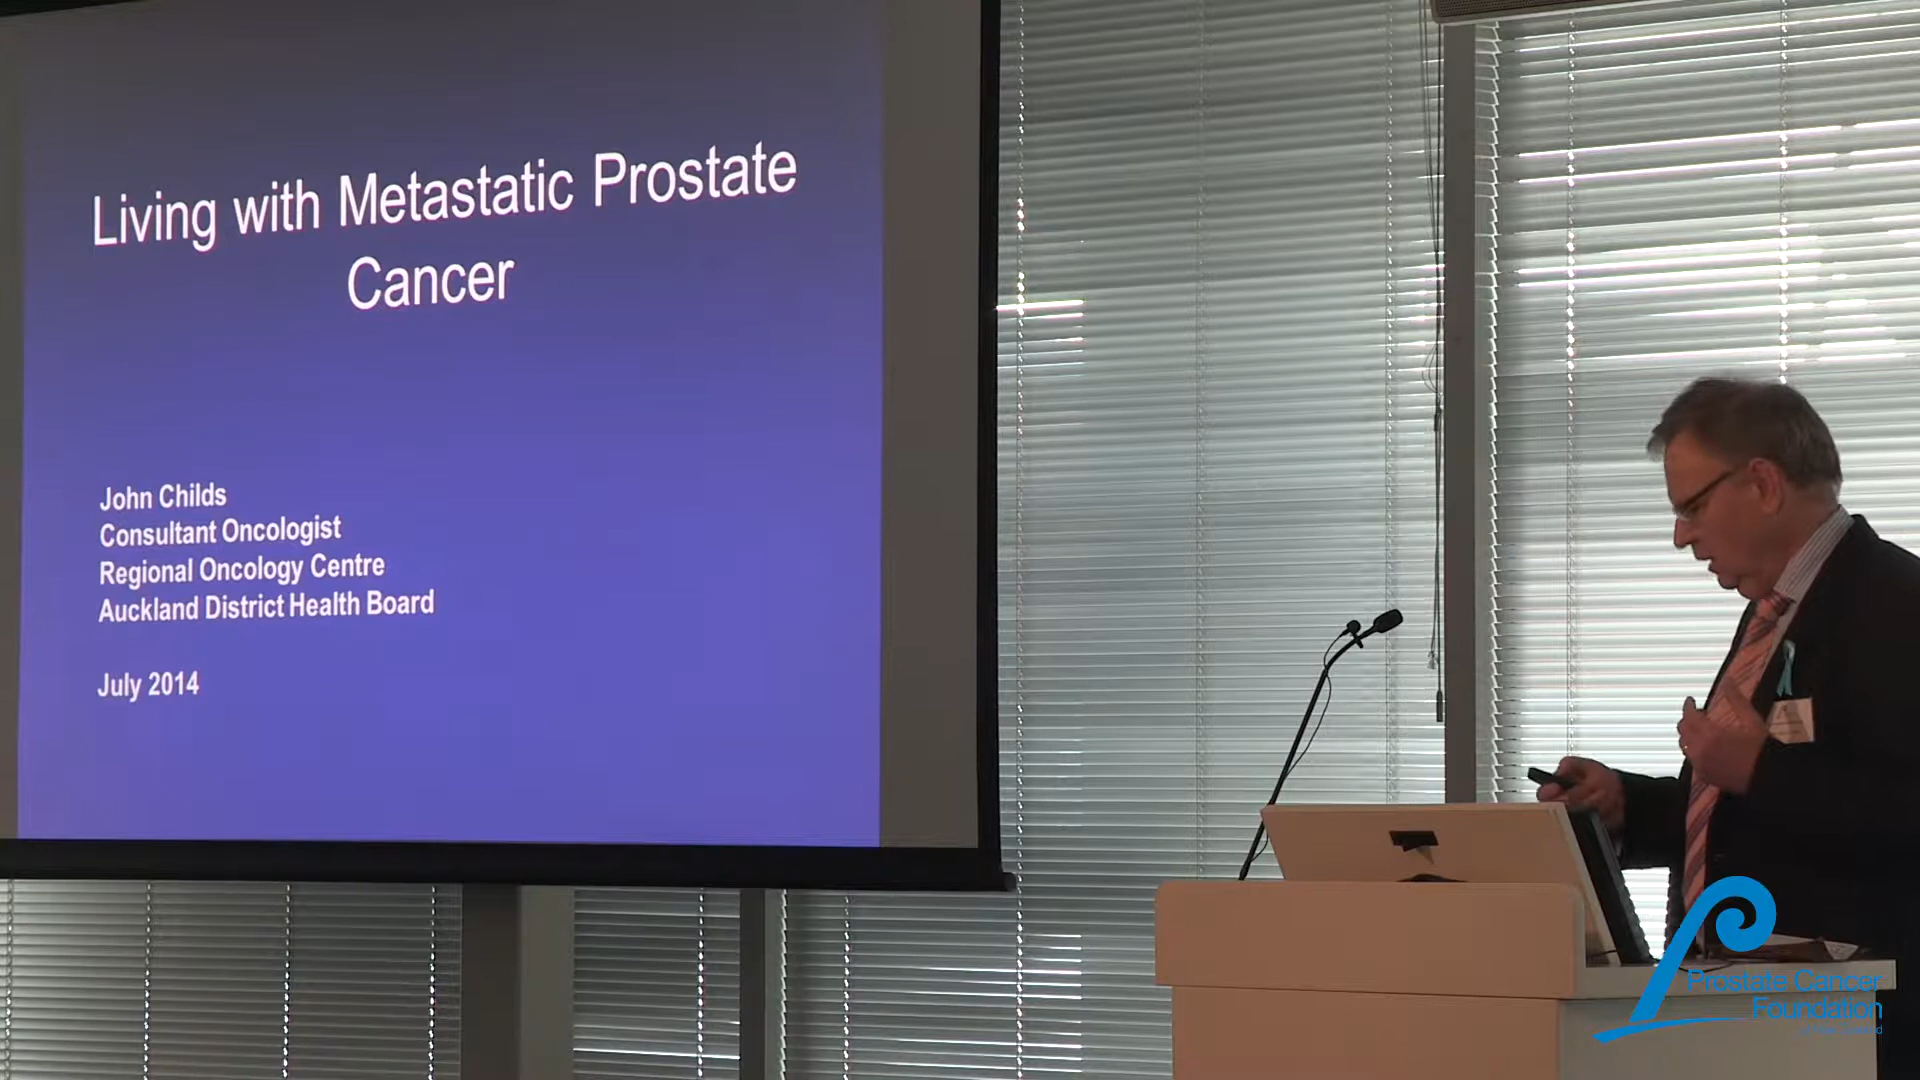 Living with Metastatic Prostate
Cancer
John Childs
Consultant Oncologist
Regional Oncology Centre
Auckland District Health Board
July 2014
Prostate Cancer
Foundation